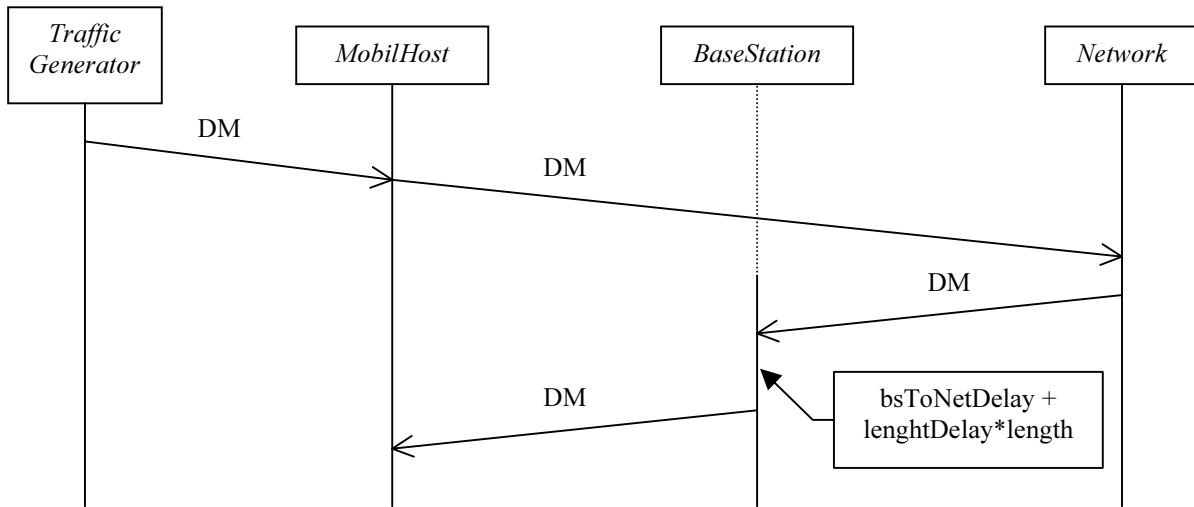 Traffic
Generator
MobilHost
BaseStation
Network
DM
DM
DM
DM
bsToNetDelay +
lenghtDelay*length